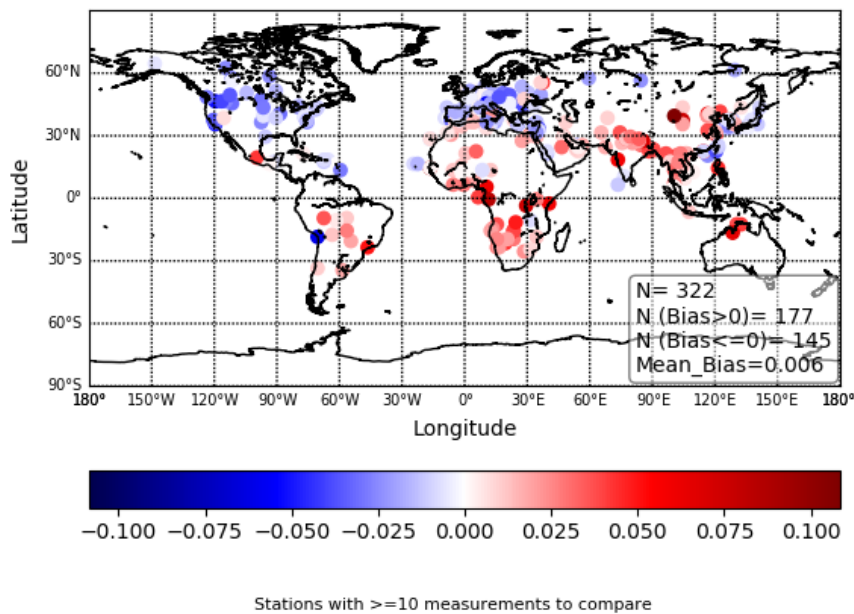 60°N
30°N
0°
30°S
60°S
90°S
Latitude
N= 322
N (Bias>0)= 177
N (Bias<=0)= 145
Mean_Bias=0.006
180° 150°W 120°W 90°W 60°W 30°W 0° 30°E 60°E 90°E 120°E 150°E 180°
Longitude
−0.100 −0.075 −0.050 −0.025 0.000 0.025 0.050 0.075 0.100
Stations with >=10 measurements to compare